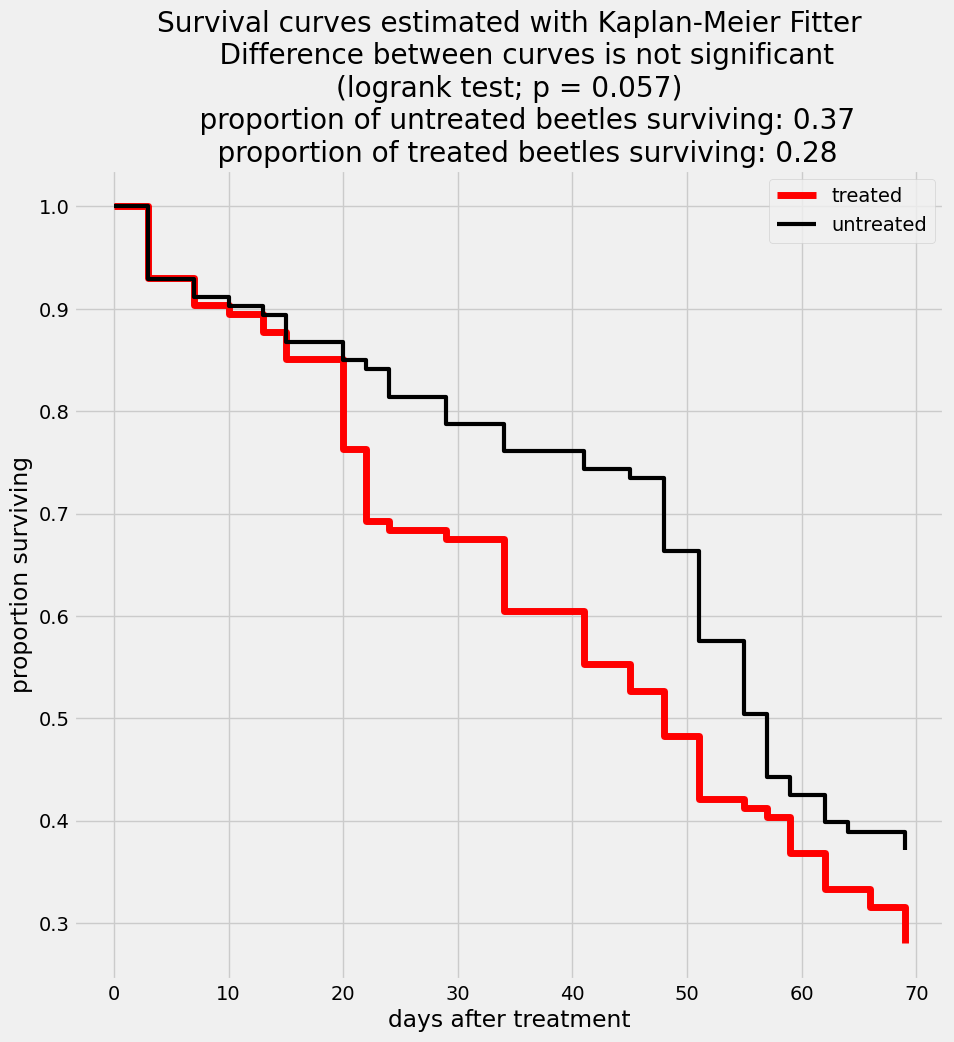 Survival curves estimated with Kaplan-Meier Fitter
Difference between curves is not significant
(logrank test; p = 0.057)
proportion of untreated beetles surviving: 0.37
proportion of treated beetles surviving: 0.28
treated
untreated
1.0
0.9
0.8
0.7
0.6
0.5
0.4
0.3
proportion surviving
0 10 20 30 40 50 60 70
days after treatment